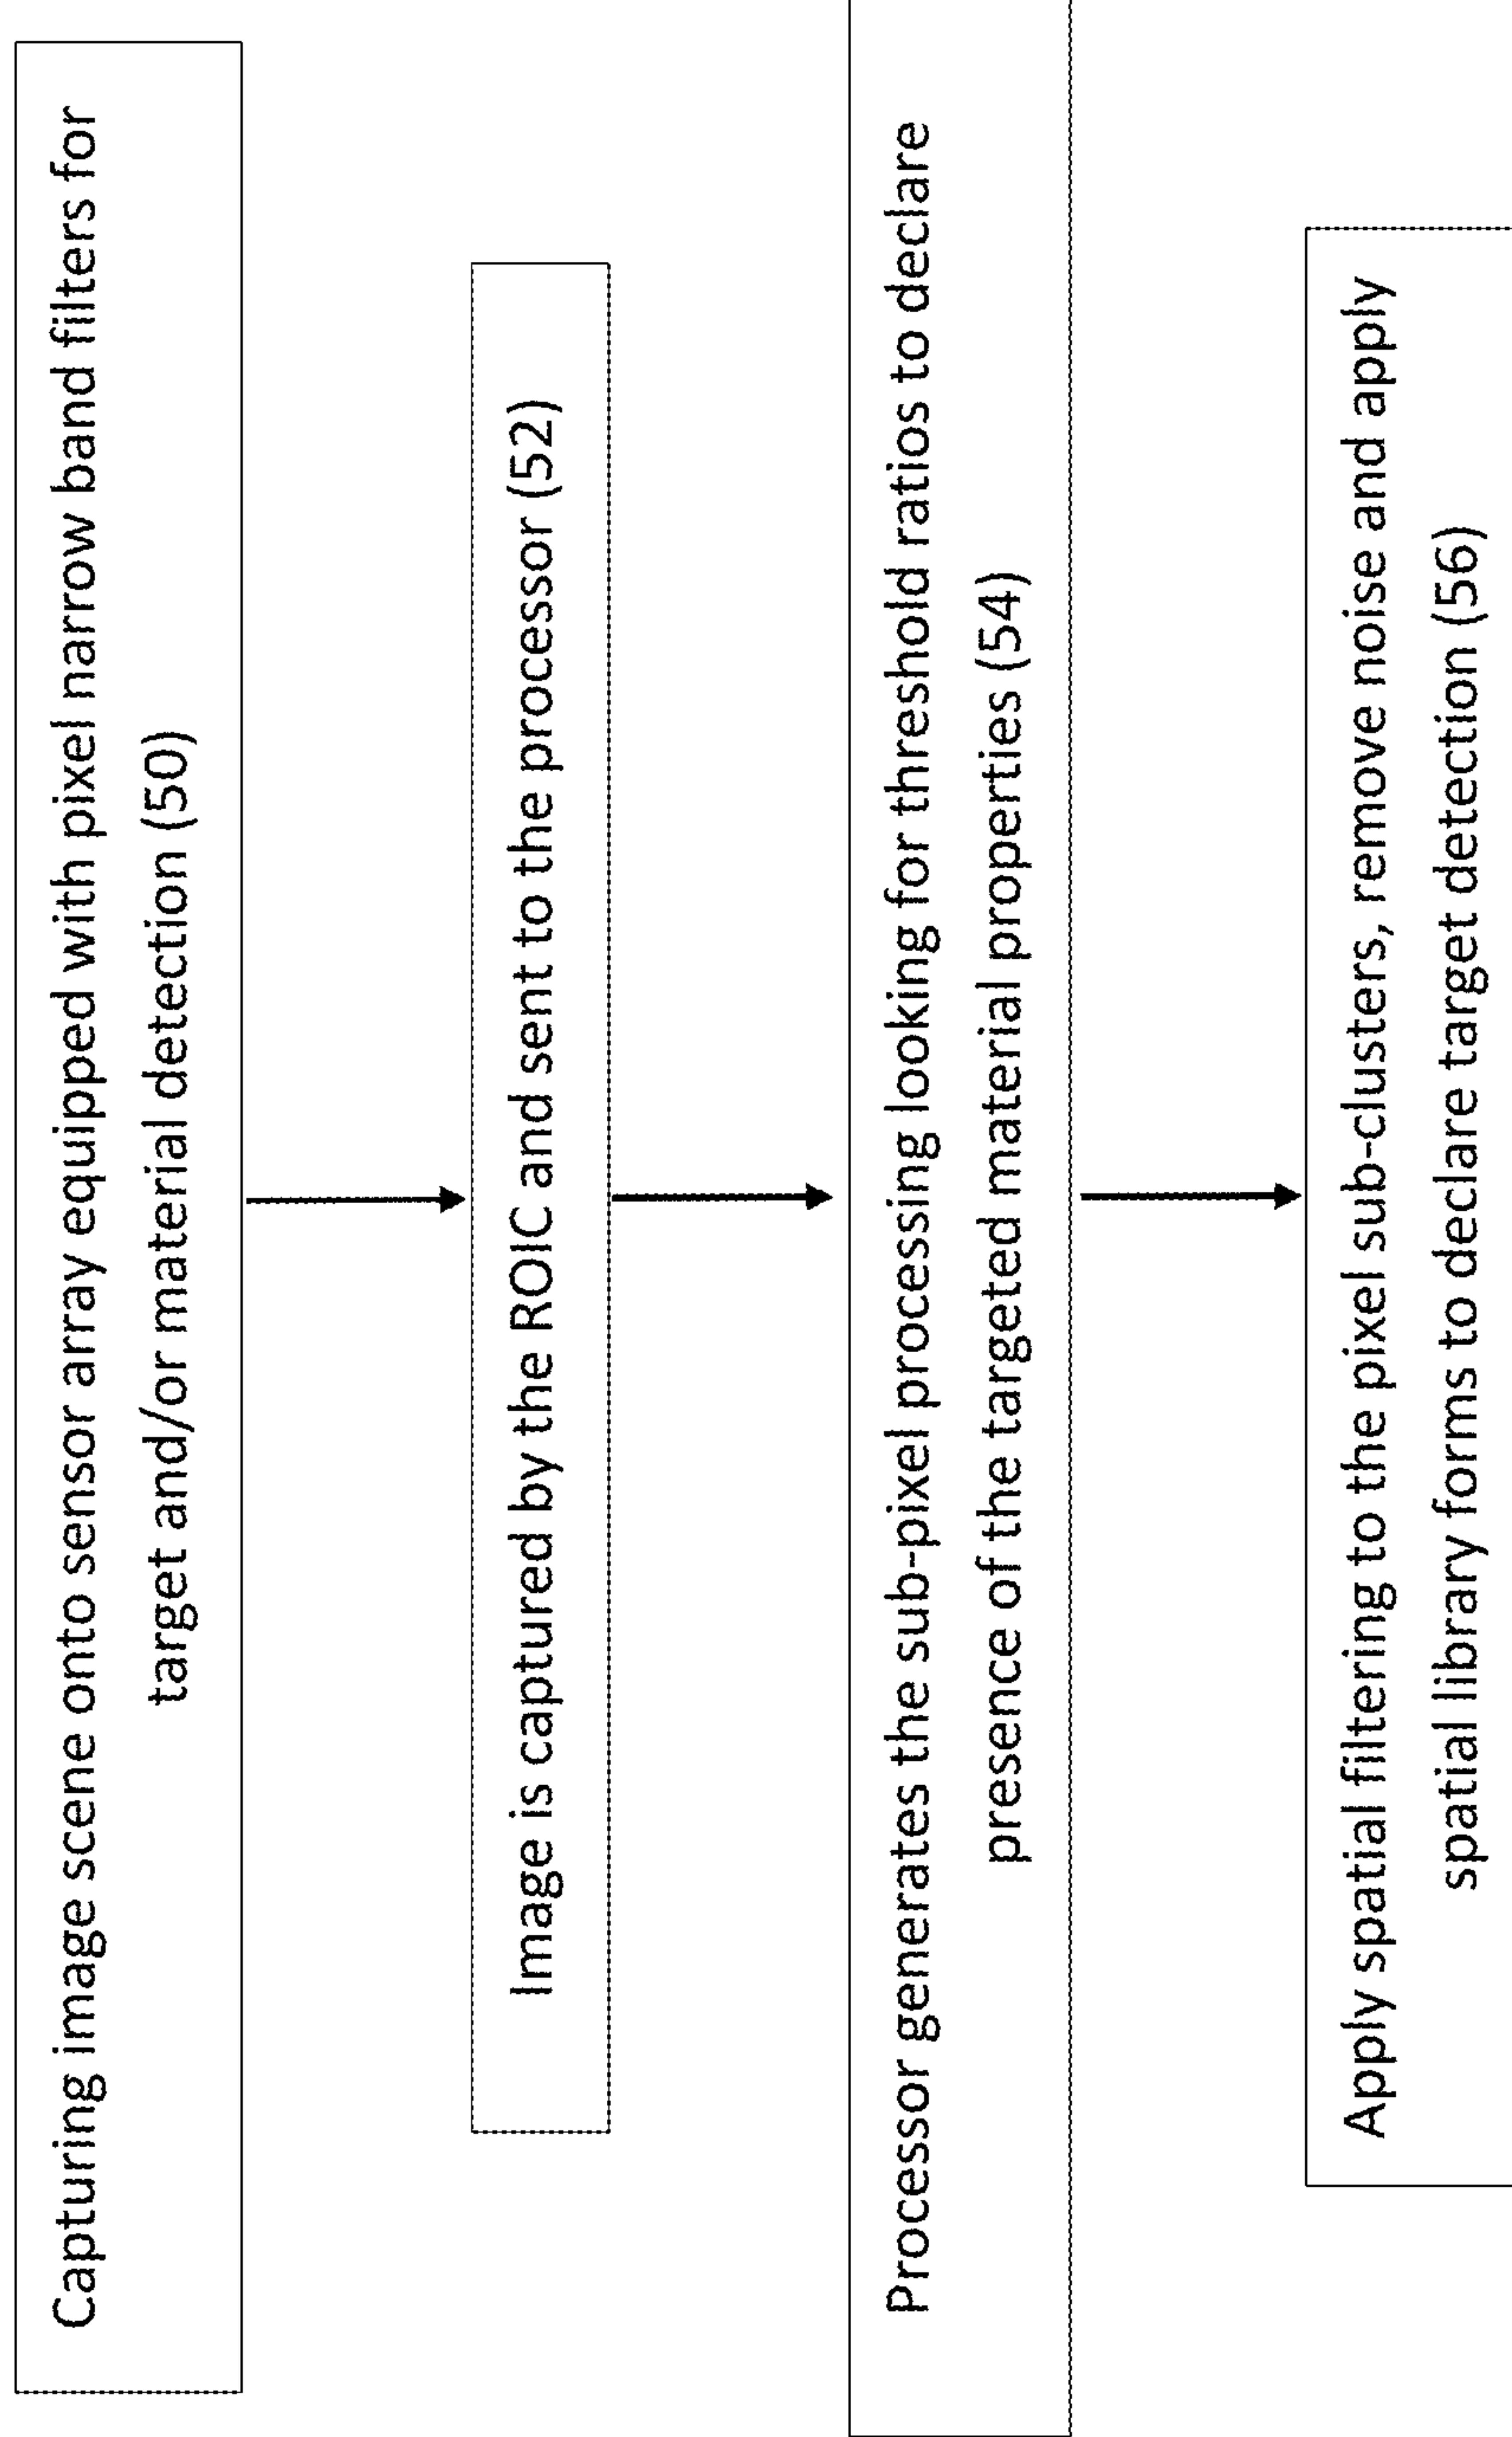 Capturing image scene onto sensor array equipped with pixel narrow band filters for
target and/or material detection (50)
Image is captured by the ROIC and sent to the processor (52)
Processor generates the sub-pixel processing looking for threshold ratios to declare
presence of the targeted material properties (54)
Apply spatial filtering to the pixel sub-clusters, remove noise and apply
spatial library forms to declare target detection (56)